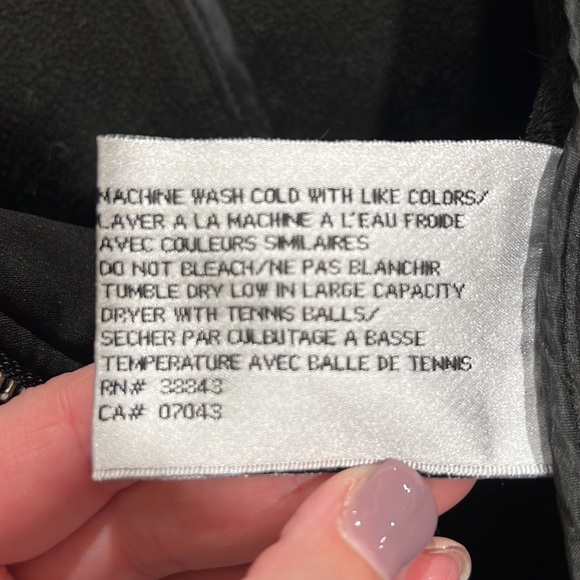 MACHINE WASH COLD WITH LIKE COLORS/
LAVER A LA MACHINE A L'EAU FROIDE
AVEC COULEURS SIMILAIRES
DO NOT BLEACH/NE PAS BLANCHIR
TUMBLE DRY LOW IN LARGE CAPACITY
DRYER WITH TENNIS BALLS/
SECHER PAR CULBUTAGE A BASSE
TEMPERATURE AVEC BALLE DE TENNIS
RN#
CA# 07043